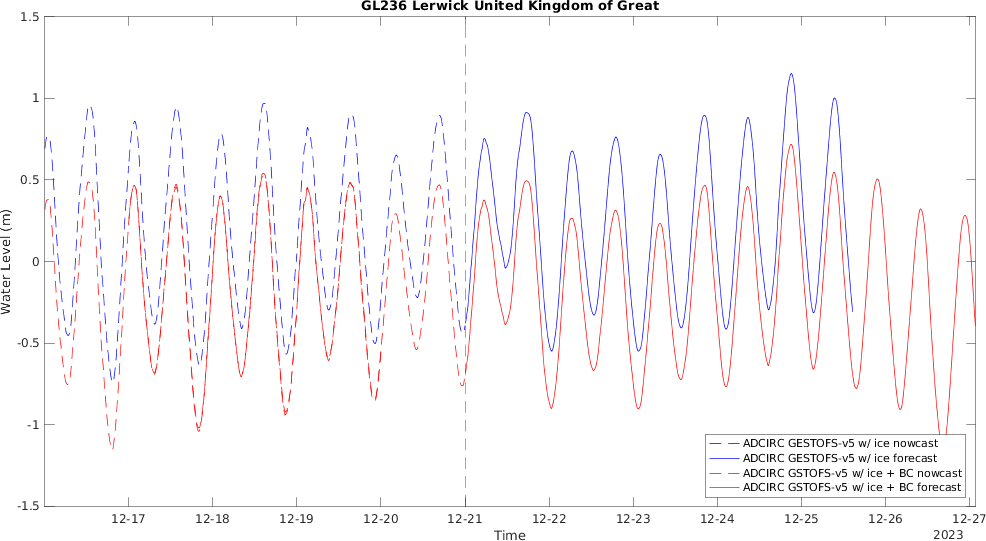 GL236 Lerwick United Kingdom of Great
1.5
1
0.5
0
-0.5
-1
-1.5
Water Level (m)
12-17
12-18
12-19
12-20
12-21
12-22
12-23
12-24
12-25
12-26
12-27
Time
2023
ADCIRC GESTOFS-v5 w/ ice nowcast
ADCIRC GESTOFS-v5 w/ ice forecast
ADCIRC GSTOFS-v5 w/ ice + BC nowcast
ADCIRC GSTOFS-v5 w/ ice + BC forecast